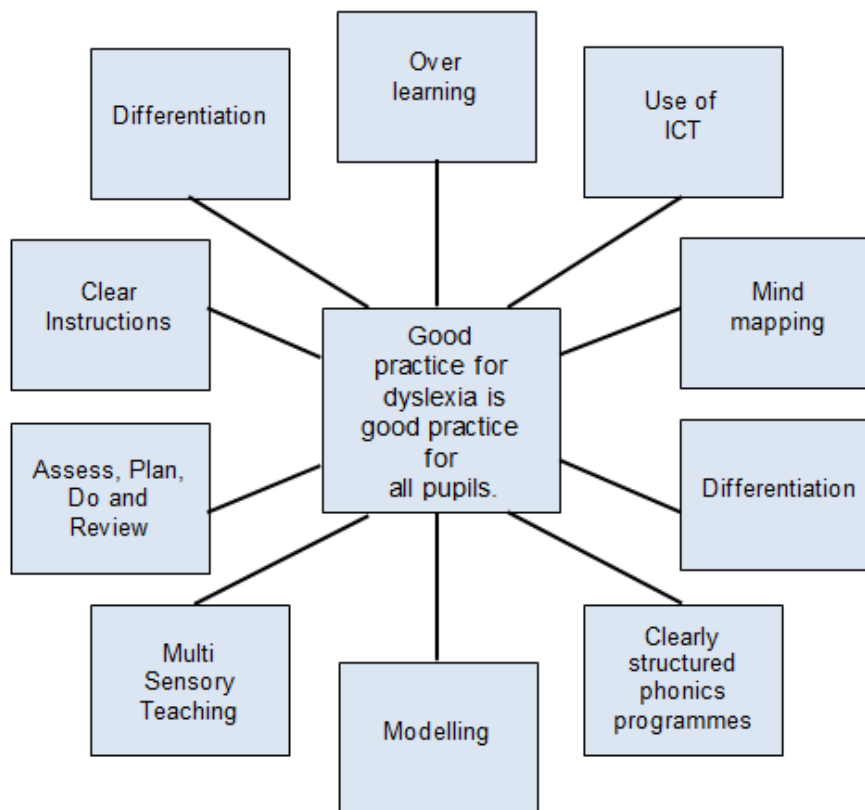 Differentiation
Over
learning
Use of
ICT
Clear
Instructions
Good
practice for
dyslexia is
good practice
for
all pupils.
Mind
mapping
Assess, Plan,
Do and
Review
Differentiation
Multi
Sensory
Teaching
Modelling
Clearly
structured
phonics
programmes